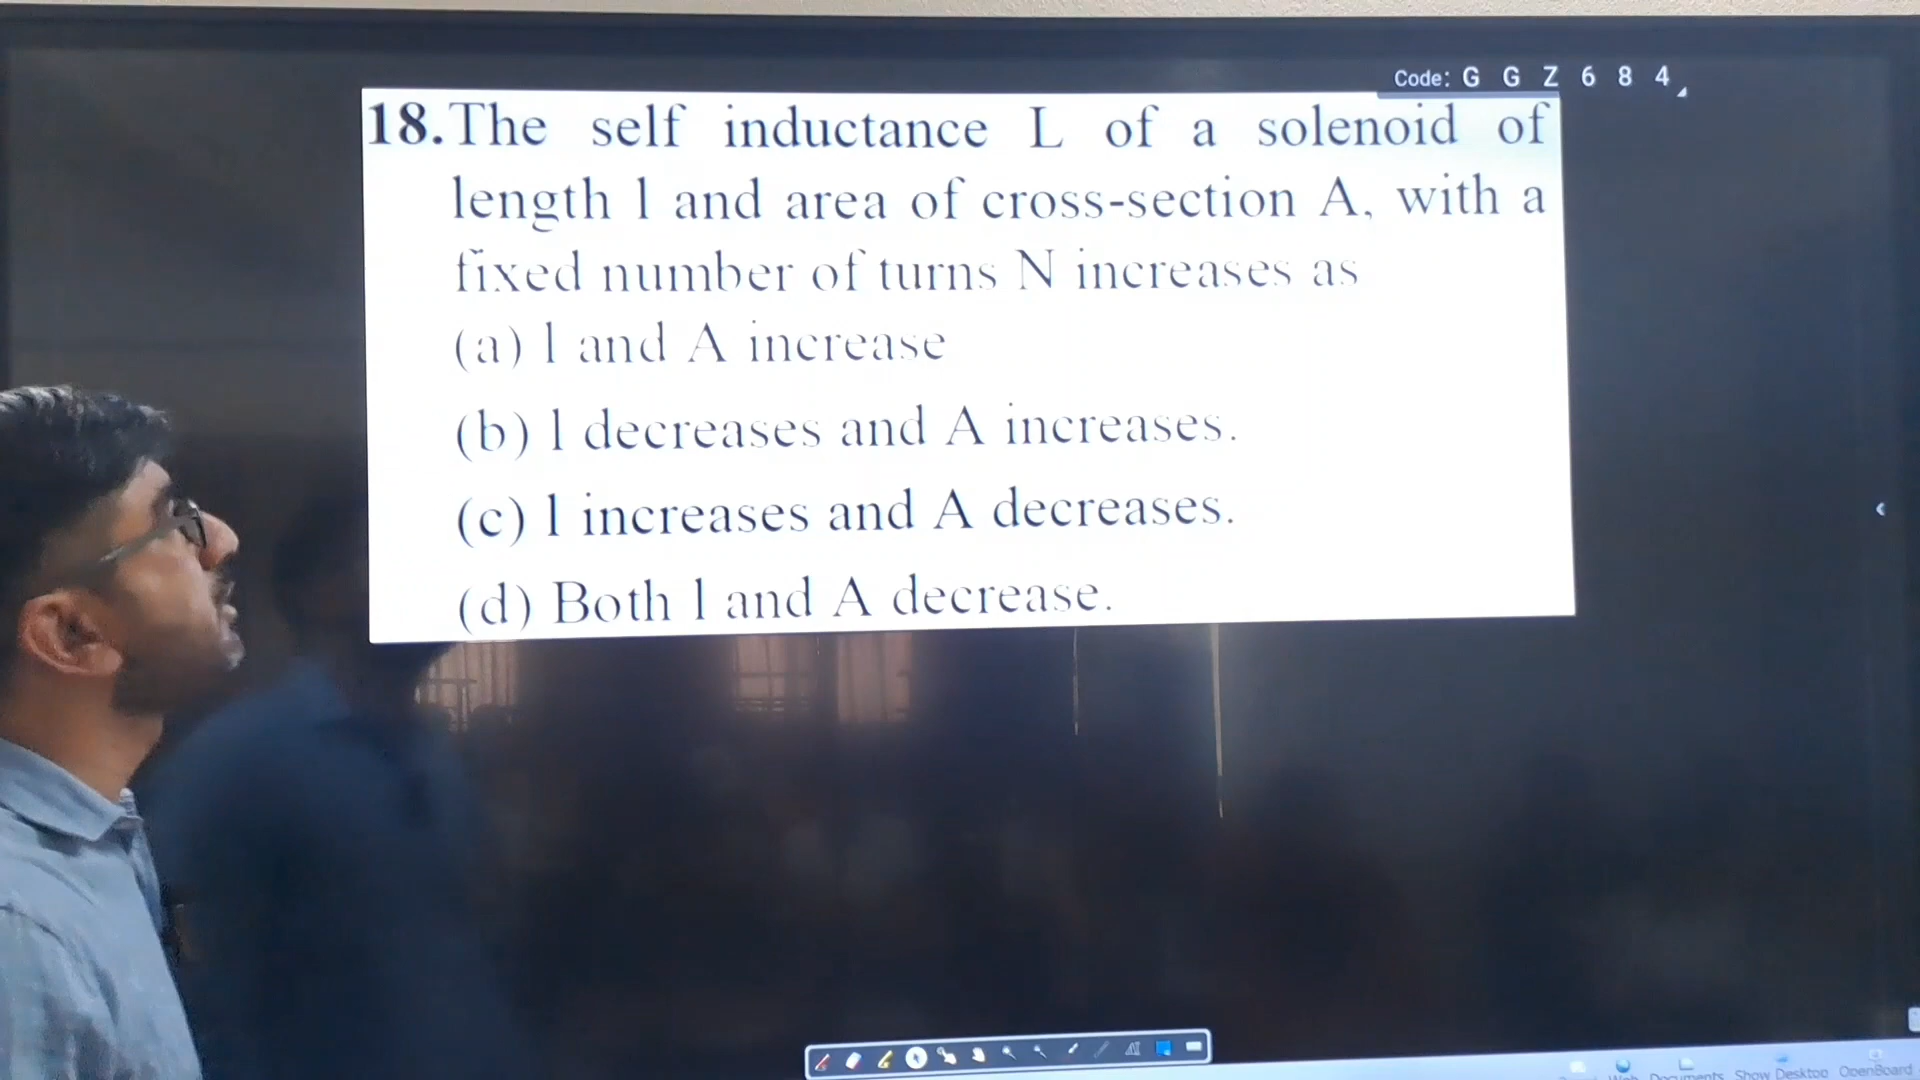 Code: G G Z 6 8 4
18. The self inductance L of a solenoid of
length l and area of cross-section A, with a
fixed number of turns N increases as
(a) l and A increase
(b) l decreases and A increases.
(c) l increases and A decreases.
(d) Both l and A decrease.
Web Documents Show Desktop OpenBoard